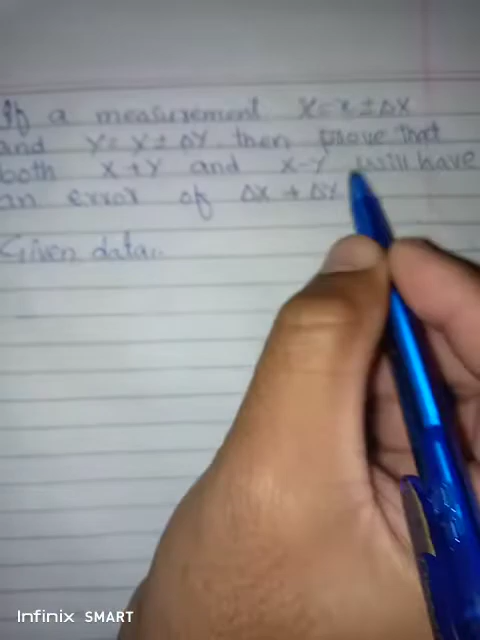 If a measurement X=x±ΔX
and Y=Y±ΔY then prove that
both X+Y and X-Y will have
an error of ΔX+ΔY
Given data:-
Infinix SMART